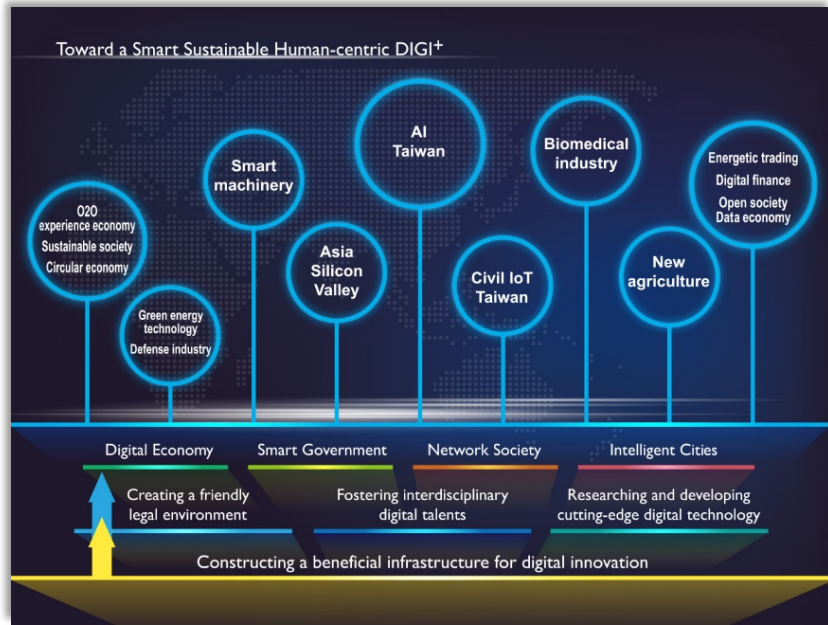 Toward a Smart Sustainable Human-centric DIGI+
O2O
experience economy
Sustainable society
Circular economy
Green energy
technology
Defense industry
Smart
machinery
Asia
Silicon
Valley
AI
Taiwan
Civil IoT
Taiwan
Biomedical
industry
New
agriculture
Energetic trading
Digital finance
Open society
Data economy
Digital Economy
Smart Government
Network Society
Intelligent Cities
Creating a friendly
legal environment
Fostering interdisciplinary
digital talents
Researching and developing
cutting-edge digital technology
Constructing a beneficial infrastructure for digital innovation